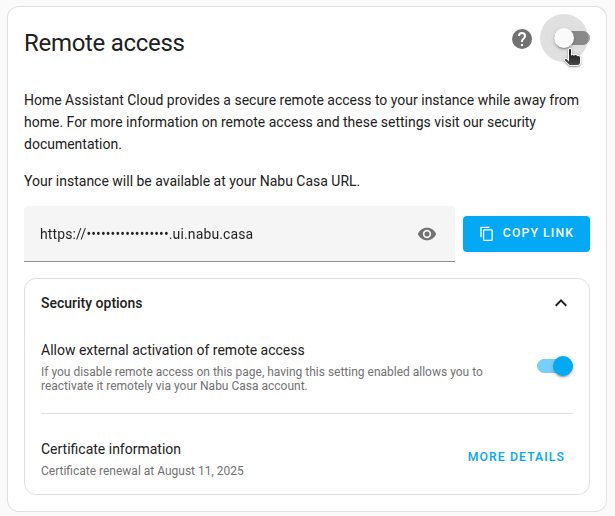 Remote access
Home Assistant Cloud provides a secure remote access to your instance while away from
home. For more information on remote access and these settings visit our security
documentation.
Your instance will be available at your Nabu Casa URL.
https://•••••••••••••••••.ui.nabu.casa
COPY LINK
Security options
Allow external activation of remote access
If you disable remote access on this page, having this setting enabled allows you to
reactivate it remotely via your Nabu Casa account.
Certificate information
Certificate renewal at August 11, 2025
MORE DETAILS